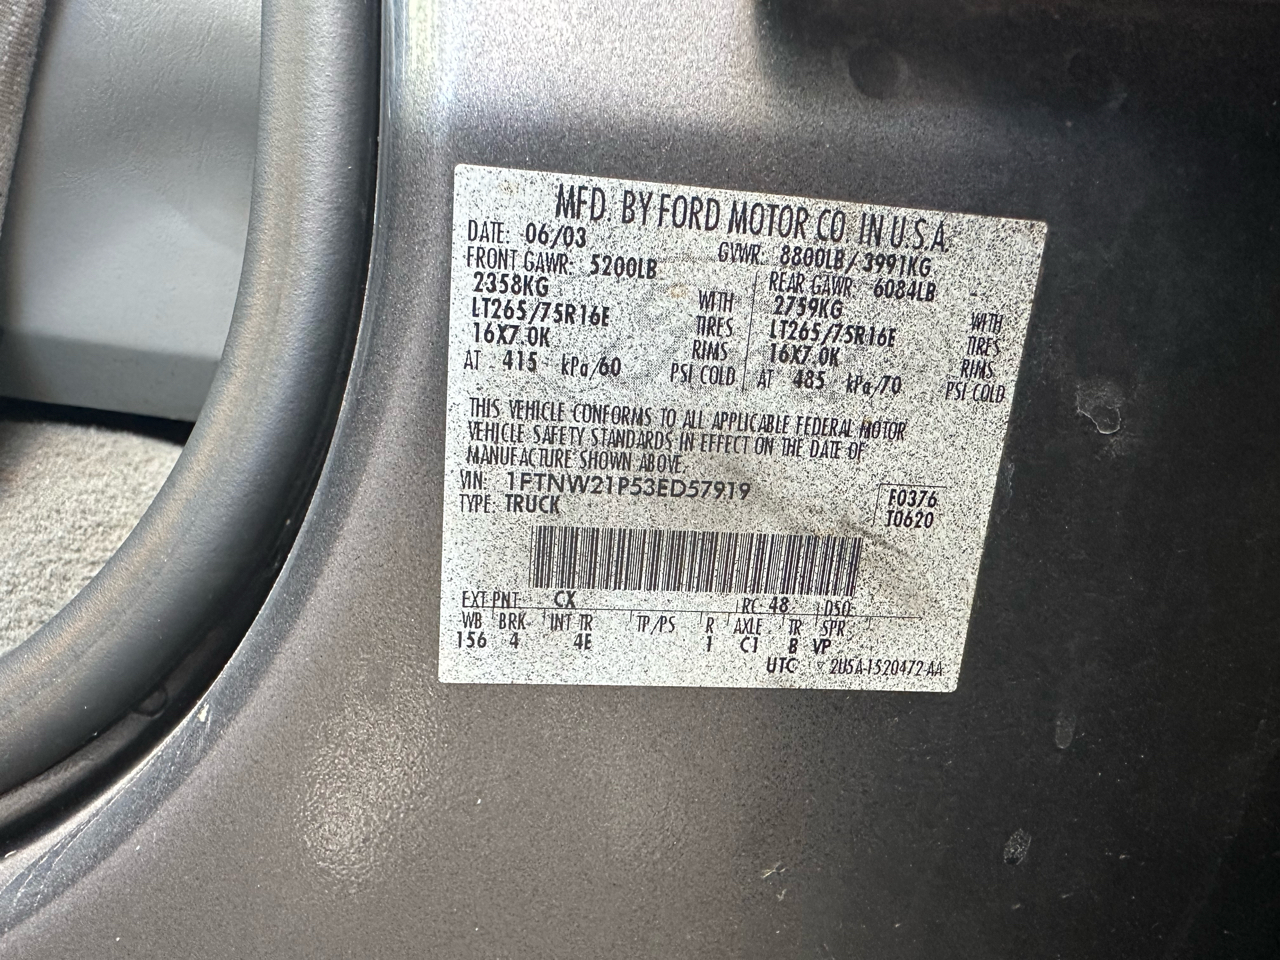 MFD. BY FORD MOTOR CO. IN U.S.A.
DATE: 06/03 GVWR: 8800LB/3991KG
FRONT GAWR: 5200LB REAR GAWR: 6084LB
2358KG WITH 2759KG WITH
LT265/75R16E TIRES LT265/75R16E TIRES
16X7.0K RIMS 16X7.0K RIMS
AT 415 kPa/60 PSI COLD AT 485 kPa/70 PSI COLD
THIS VEHICLE CONFORMS TO ALL APPLICABLE FEDERAL MOTOR
VEHICLE SAFETY STANDARDS IN EFFECT ON THE DATE OF
MANUFACTURE SHOWN ABOVE.
VIN: 1FTNW21P53ED57919 F0376
TYPE: TRUCK T0620
EXT PNT: CX RC: 48 DSO:
WB BRK INT TR TP/PS R AXLE TR SPR
156 4 4E 1 C1 B VP
UTC 2U5A-1520472-AA